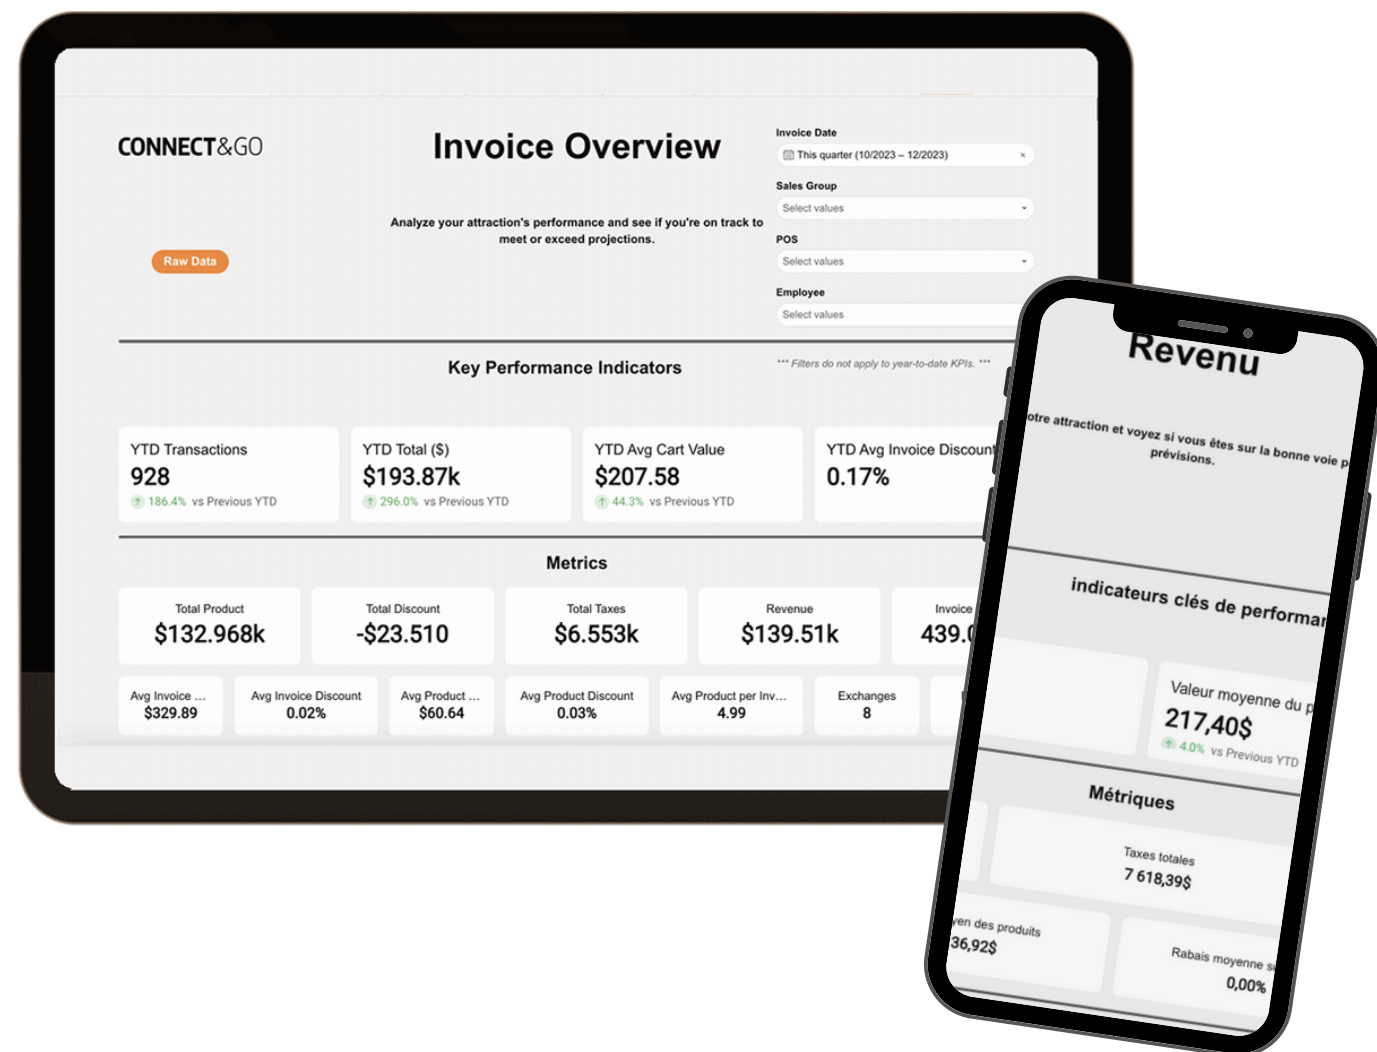 CONNECT&GO
Invoice Overview
Analyze your attraction's performance and see if you're on track to
meet or exceed projections.
Raw Data
Invoice Date
This quarter (10/2023 – 12/2023)
Sales Group
Select values
POS
Select values
Employee
Select values
Key Performance Indicators
*** Filters do not apply to year-to-date KPIs. ***
YTD Transactions
928
186.4% vs Previous YTD
YTD Total ($)
$193.87k
296.0% vs Previous YTD
YTD Avg Cart Value
$207.58
44.3% vs Previous YTD
YTD Avg Invoice Discount
0.17%
Metrics
Total Product
$132.968k
Total Discount
-$23.510
Total Taxes
$6.553k
Revenue
$139.51k
Invoice
439.0
Avg Invoice ...
$329.89
Avg Invoice Discount
0.02%
Avg Product ...
$60.64
Avg Product Discount
0.03%
Avg Product per Inv...
4.99
Exchanges
8
Revenu
attraction et voyez si vous êtes sur la bonne voie
prévisions.
indicateurs clés de
Valeur moyenne du
217,40$
4.0% vs Previous YTD
Métriques
Taxes totales
7 618,39$
des produits
36,92$
Rabais moyenne
0,00%